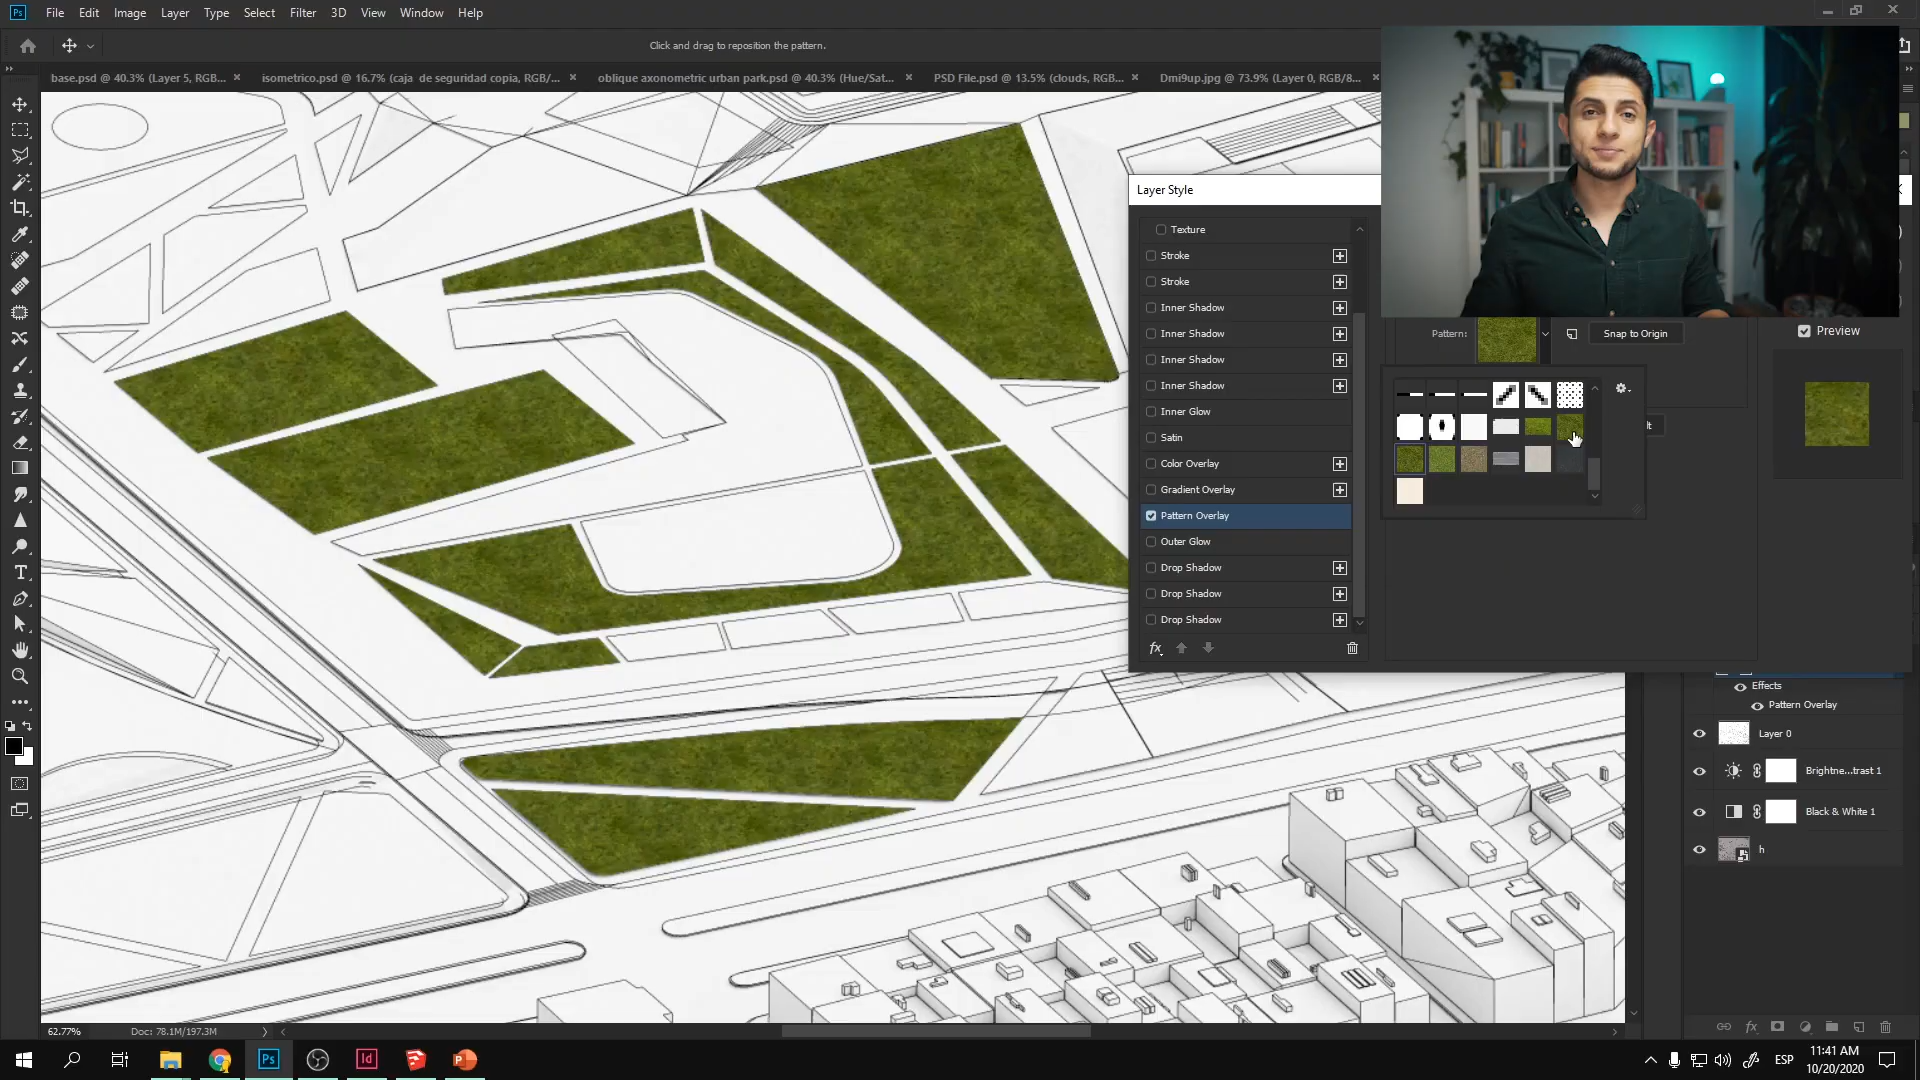 Ps File Edit Image Layer Type Select Filter 3D View Window Help
Click and drag to reposition the pattern.
base.psd @ 40.3% (Layer 5, RGB... × isometrico.psd @ 16.7% (caja de seguridad copia, RGB/... × oblique axonometric urban park.psd @ 40.3% (Hue/Sat... × PSD File.psd @ 13.5% (clouds, RGB... × Dmi9up.jpg @ 73.9% (Layer 0, RGB/8... ×
Layer Style
Texture
Stroke
Stroke
Inner Shadow
Inner Shadow
Inner Shadow
Inner Shadow
Inner Glow
Satin
Color Overlay
Gradient Overlay
Pattern Overlay
Outer Glow
Drop Shadow
Drop Shadow
Drop Shadow
fx
Pattern:
Snap to Origin
Preview
lt
Effects
Pattern Overlay
Layer 0
Brightne...trast 1
Black & White 1
h
62.77% Doc: 78.1M/197.3M
fx
Ps Id
ESP
11:41 AM
10/20/2020